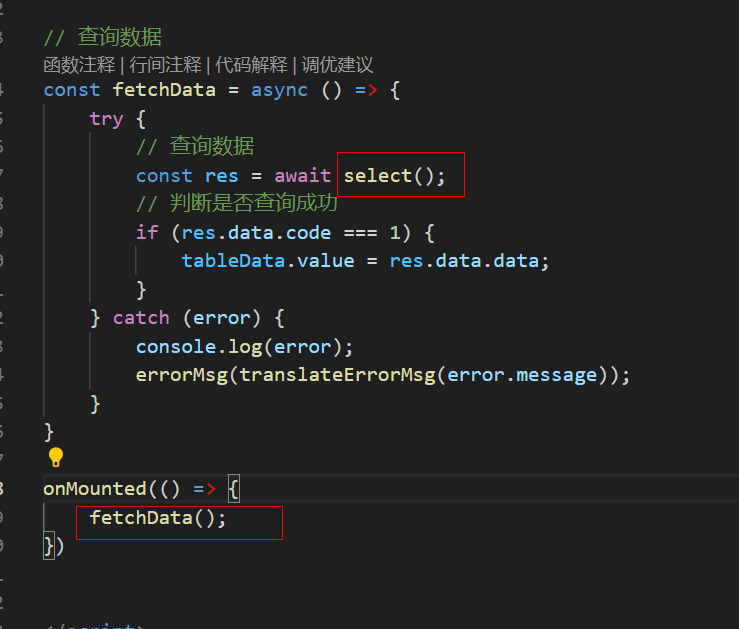 // 查询数据
函数注释 | 行间注释 | 代码解释 | 调优建议
const fetchData = async () => {
try {
// 查询数据
const res = await select();
// 判断是否查询成功
if (res.data.code === 1) {
tableData.value = res.data.data;
}
} catch (error) {
console.log(error);
errorMsg(translateErrorMsg(error.message));
}
}
onMounted(() => {
fetchData();
})